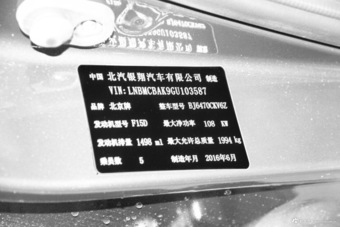 中国 北汽银翔汽车有限公司 制造
VIN:LNBMCBAK9GU103587
品牌 北京牌 整车型号 BJ6470CKV6Z
发动机型号 F15D 最大净功率 108 kW
发动机排量 1498 ml 最大允许总质量 1994 kg
乘员数 5 制造年月 2016年6月